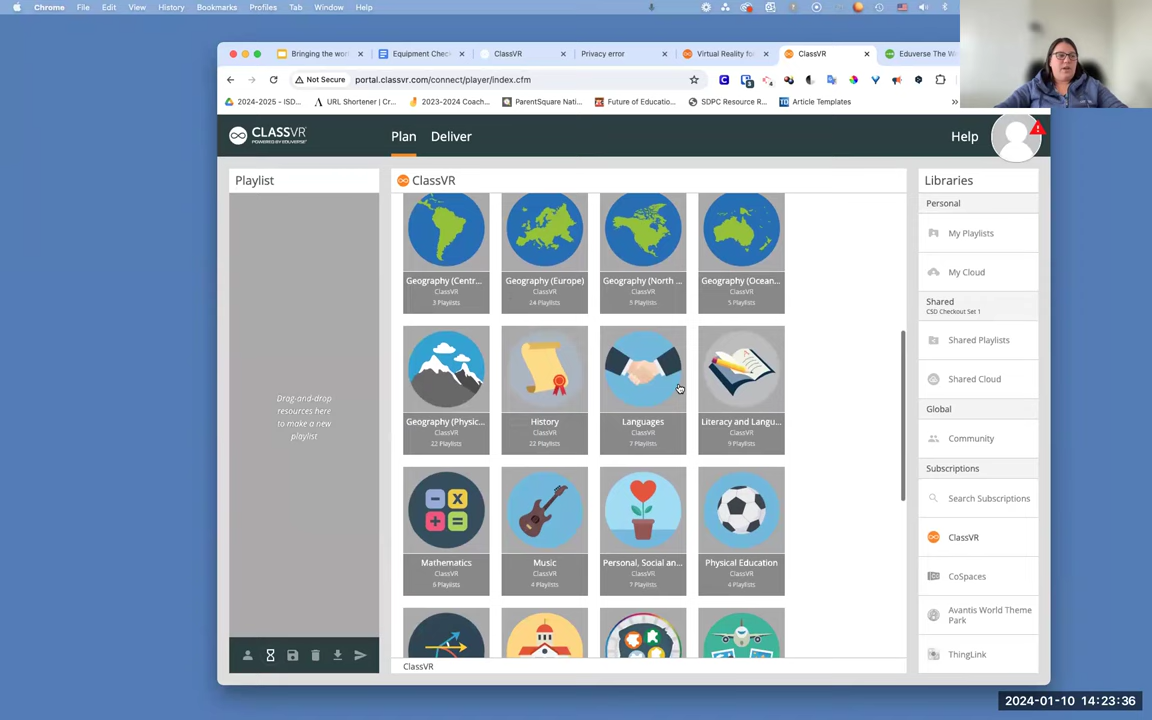 Chrome File Edit View History Bookmarks Profiles Tab Window Help
Bringing the wor
Equipment Chec
ClassVR
Privacy error
Virtual Reality fo
ClassVR
Eduverse The W
Not Secure portal.classvr.com/connect/player/index.cfm
2024-2025 - ISD...
URL Shortener | Cr...
2023-2024 Coach...
ParentSquare Nati...
Future of Educatio...
SDPC Resource R...
Article Templates
CLASSVR
POWERED BY EDUVERSE
Plan
Deliver
Help
Playlist
ClassVR
Libraries
Drag-and-drop
resources here
to make a new
playlist
Geography (Centr...
ClassVR
3 Playlists
Geography (Europe)
ClassVR
24 Playlists
Geography (North ...
ClassVR
5 Playlists
Geography (Ocean...
ClassVR
5 Playlists
Geography (Physic...
ClassVR
22 Playlists
History
ClassVR
22 Playlists
Languages
ClassVR
7 Playlists
Literacy and Langu...
ClassVR
9 Playlists
Mathematics
ClassVR
6 Playlists
Music
ClassVR
4 Playlists
Personal, Social an...
ClassVR
7 Playlists
Physical Education
ClassVR
4 Playlists
ClassVR
Personal
My Playlists
My Cloud
Shared
CSD Checkout Set 1
Shared Playlists
Shared Cloud
Global
Community
Subscriptions
Search Subscriptions
ClassVR
CoSpaces
Avantis World Theme
Park
ThingLink
2024-01-10 14:23:36